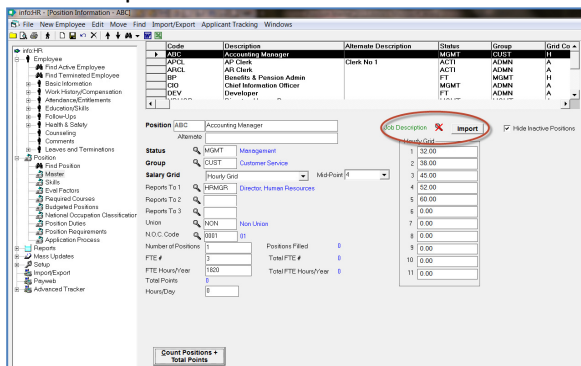 info:HR - [Position Information - ABC]
File New Employee Edit Move Find Import/Export Applicant Tracking Windows Help
Code Description Alternate Description Status Group Grid Co
ABC Accounting Manager MGMT CUST H
APCL AP Clerk Clerk No 1 ACTI ADMN A
ARCL AR Clerk ACTI ADMN A
BP Benefits & Pension Admin FT MGMT H
CIO Chief Information Officer MGMT ADMN A
DEV Developer FT ADMN A
info:HR
Employee
Find Active Employee
Find Terminated Employee
Basic Information
Work History/Compensation
Attendance/Entitlements
Education/Skills
Follow-Ups
Health & Safety
Counseling
Comments
Leaves and Terminations
Position
Find Position
Master
Skills
Eval Factors
Required Courses
Budgeted Positions
National Occupation Classification
Position Duties
Position Requirements
Application Process
Reports
Mass Updates
Setup
Import/Export
Payweb
Advanced Tracker
Position ABC Accounting Manager
Alternate
Job Description Import
Hide Inactive Positions
Status MGMT Management
Group CUST Customer Service
Salary Grid Hourly Grid Mid-Point 4
Reports To 1 HRMGR Director, Human Resources
Reports To 2
Reports To 3
Union NON Non Union
N.O.C. Code 0001 01
Number of Positions 1 Positions Filled 0
FTE # 3 Total FTE # 0
FTE Hours/Year 1820 Total FTE Hours/Year 0
Total Points 0
Hours/Day 0
Hourly Grid
1 32.00
2 38.00
3 45.00
4 52.00
5 60.00
6 0.00
7 0.00
8 0.00
9 0.00
10 0.00
11 0.00
Count Positions +
Total Points